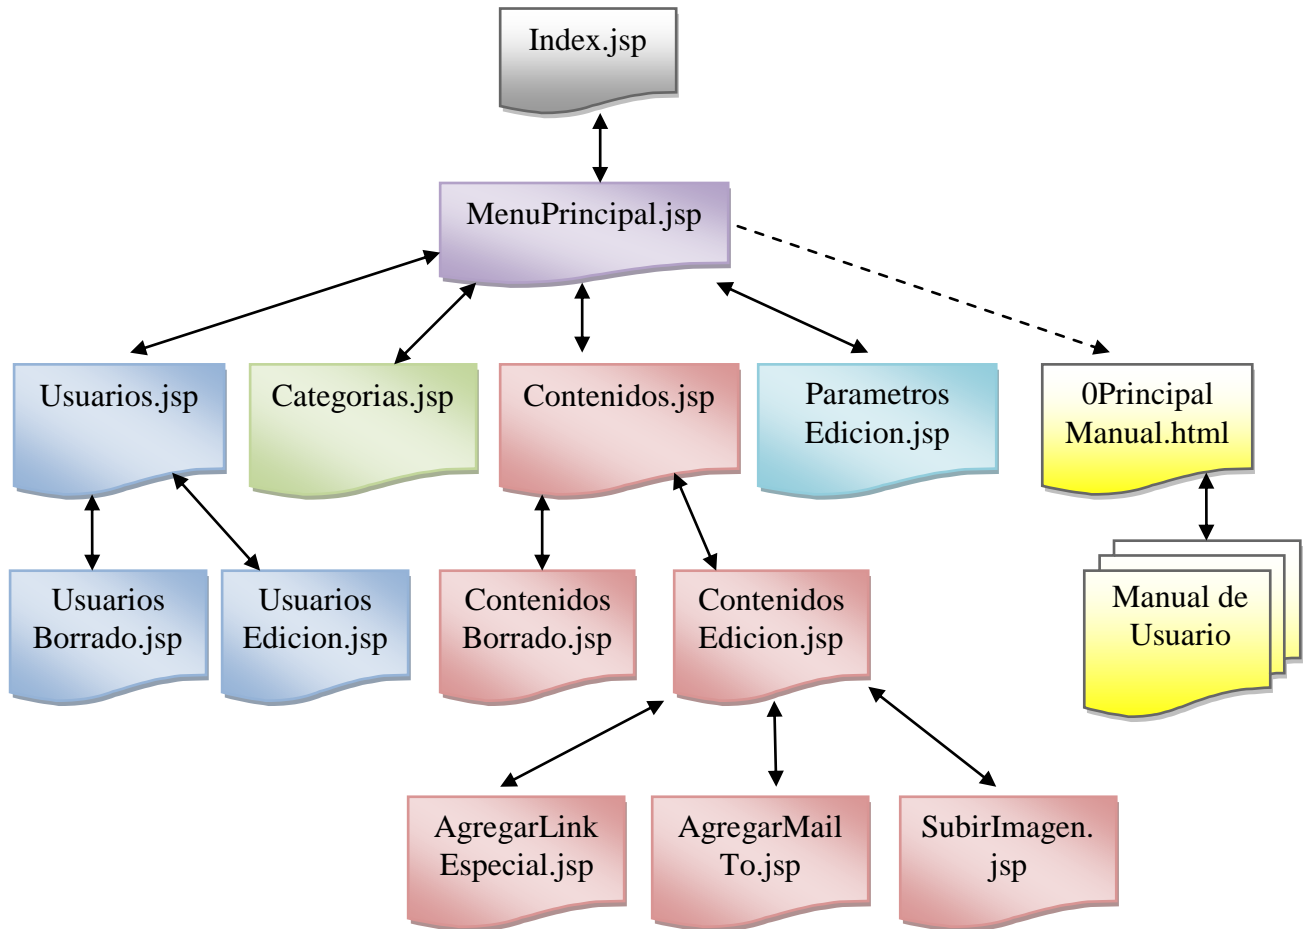 Index.jsp
MenuPrincipal.jsp
Usuarios.jsp
Categorias.jsp
Contenidos.jsp
Parametros
Edicion.jsp
0Principal
Manual.html
Usuarios
Borrado.jsp
Usuarios
Edicion.jsp
Contenidos
Borrado.jsp
Contenidos
Edicion.jsp
Manual de
Usuario
AgregarLink
Especial.jsp
AgregarMail
To.jsp
SubirImagen.
jsp